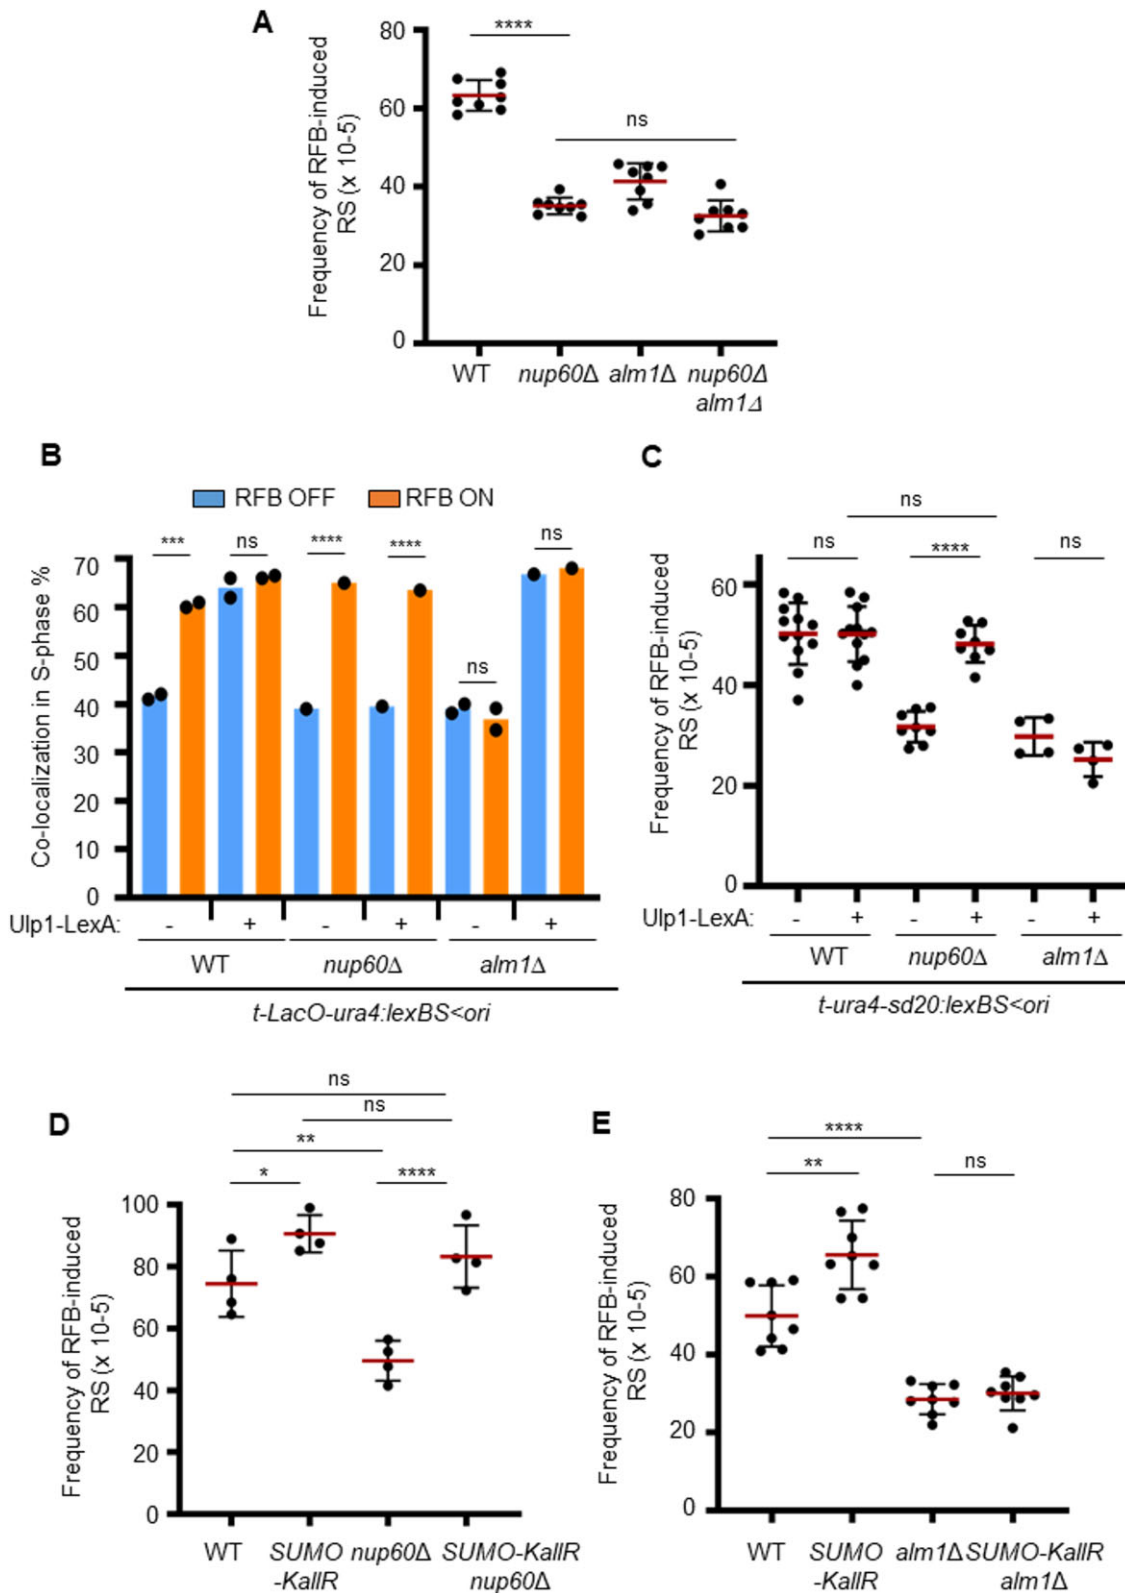 A
Frequency of RFB-induced
RS (x 10-5)
80
60
40
20
0
****
ns
WT nup60Δ alm1Δ nup60Δ
alm1Δ
B
RFB OFF RFB ON
Co-localization in S-phase %
70
60
50
40
30
20
10
0
*** ns **** **** ns ns
Ulp1-LexA: - + - + - +
WT nup60Δ alm1Δ
t-LacO-ura4:lexBS<ori
C
Frequency of RFB-induced
RS (x 10-5)
60
40
20
0
ns
ns **** ns
Ulp1-LexA: - + - + - +
WT nup60Δ alm1Δ
t-ura4-sd20:lexBS<ori
D
Frequency of RFB-induced
RS (x 10-5)
100
80
60
40
20
0
ns
ns
**
* ****
WT SUMO nup60Δ SUMO-KallR
-KallR nup60Δ
E
Frequency of RFB-induced
RS (x 10-5)
80
60
40
20
0
****
** ns
WT SUMO alm1Δ SUMO-KallR
-KallR alm1Δ